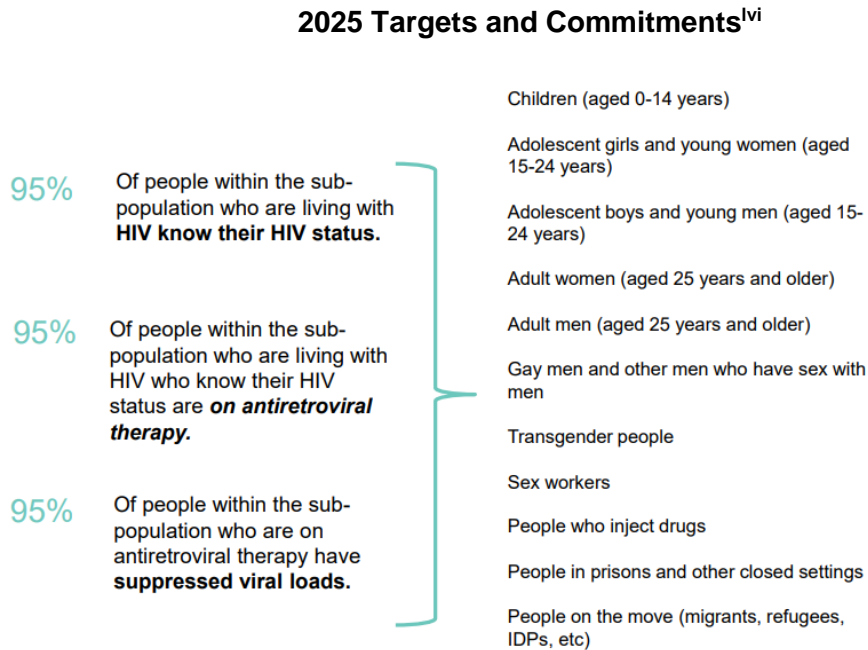 2025 Targets and Commitmentslvi
95%
Of people within the sub-
population who are living with
HIV know their HIV status.
95%
Of people within the sub-
population who are living with
HIV who know their HIV
status are on antiretroviral
therapy.
95%
Of people within the sub-
population who are on
antiretroviral therapy have
suppressed viral loads.
Children (aged 0-14 years)
Adolescent girls and young women (aged
15-24 years)
Adolescent boys and young men (aged 15-
24 years)
Adult women (aged 25 years and older)
Adult men (aged 25 years and older)
Gay men and other men who have sex with
men
Transgender people
Sex workers
People who inject drugs
People in prisons and other closed settings
People on the move (migrants, refugees,
IDPs, etc)